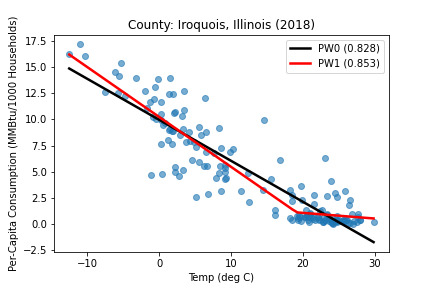 County: Iroquois, Illinois (2018)
Per-Capita Consumption (MMBtu/1000 Households)
17.5
15.0
12.5
10.0
7.5
5.0
2.5
0.0
−2.5
PW0 (0.828)
PW1 (0.853)
−10 0 10 20 30
Temp (deg C)